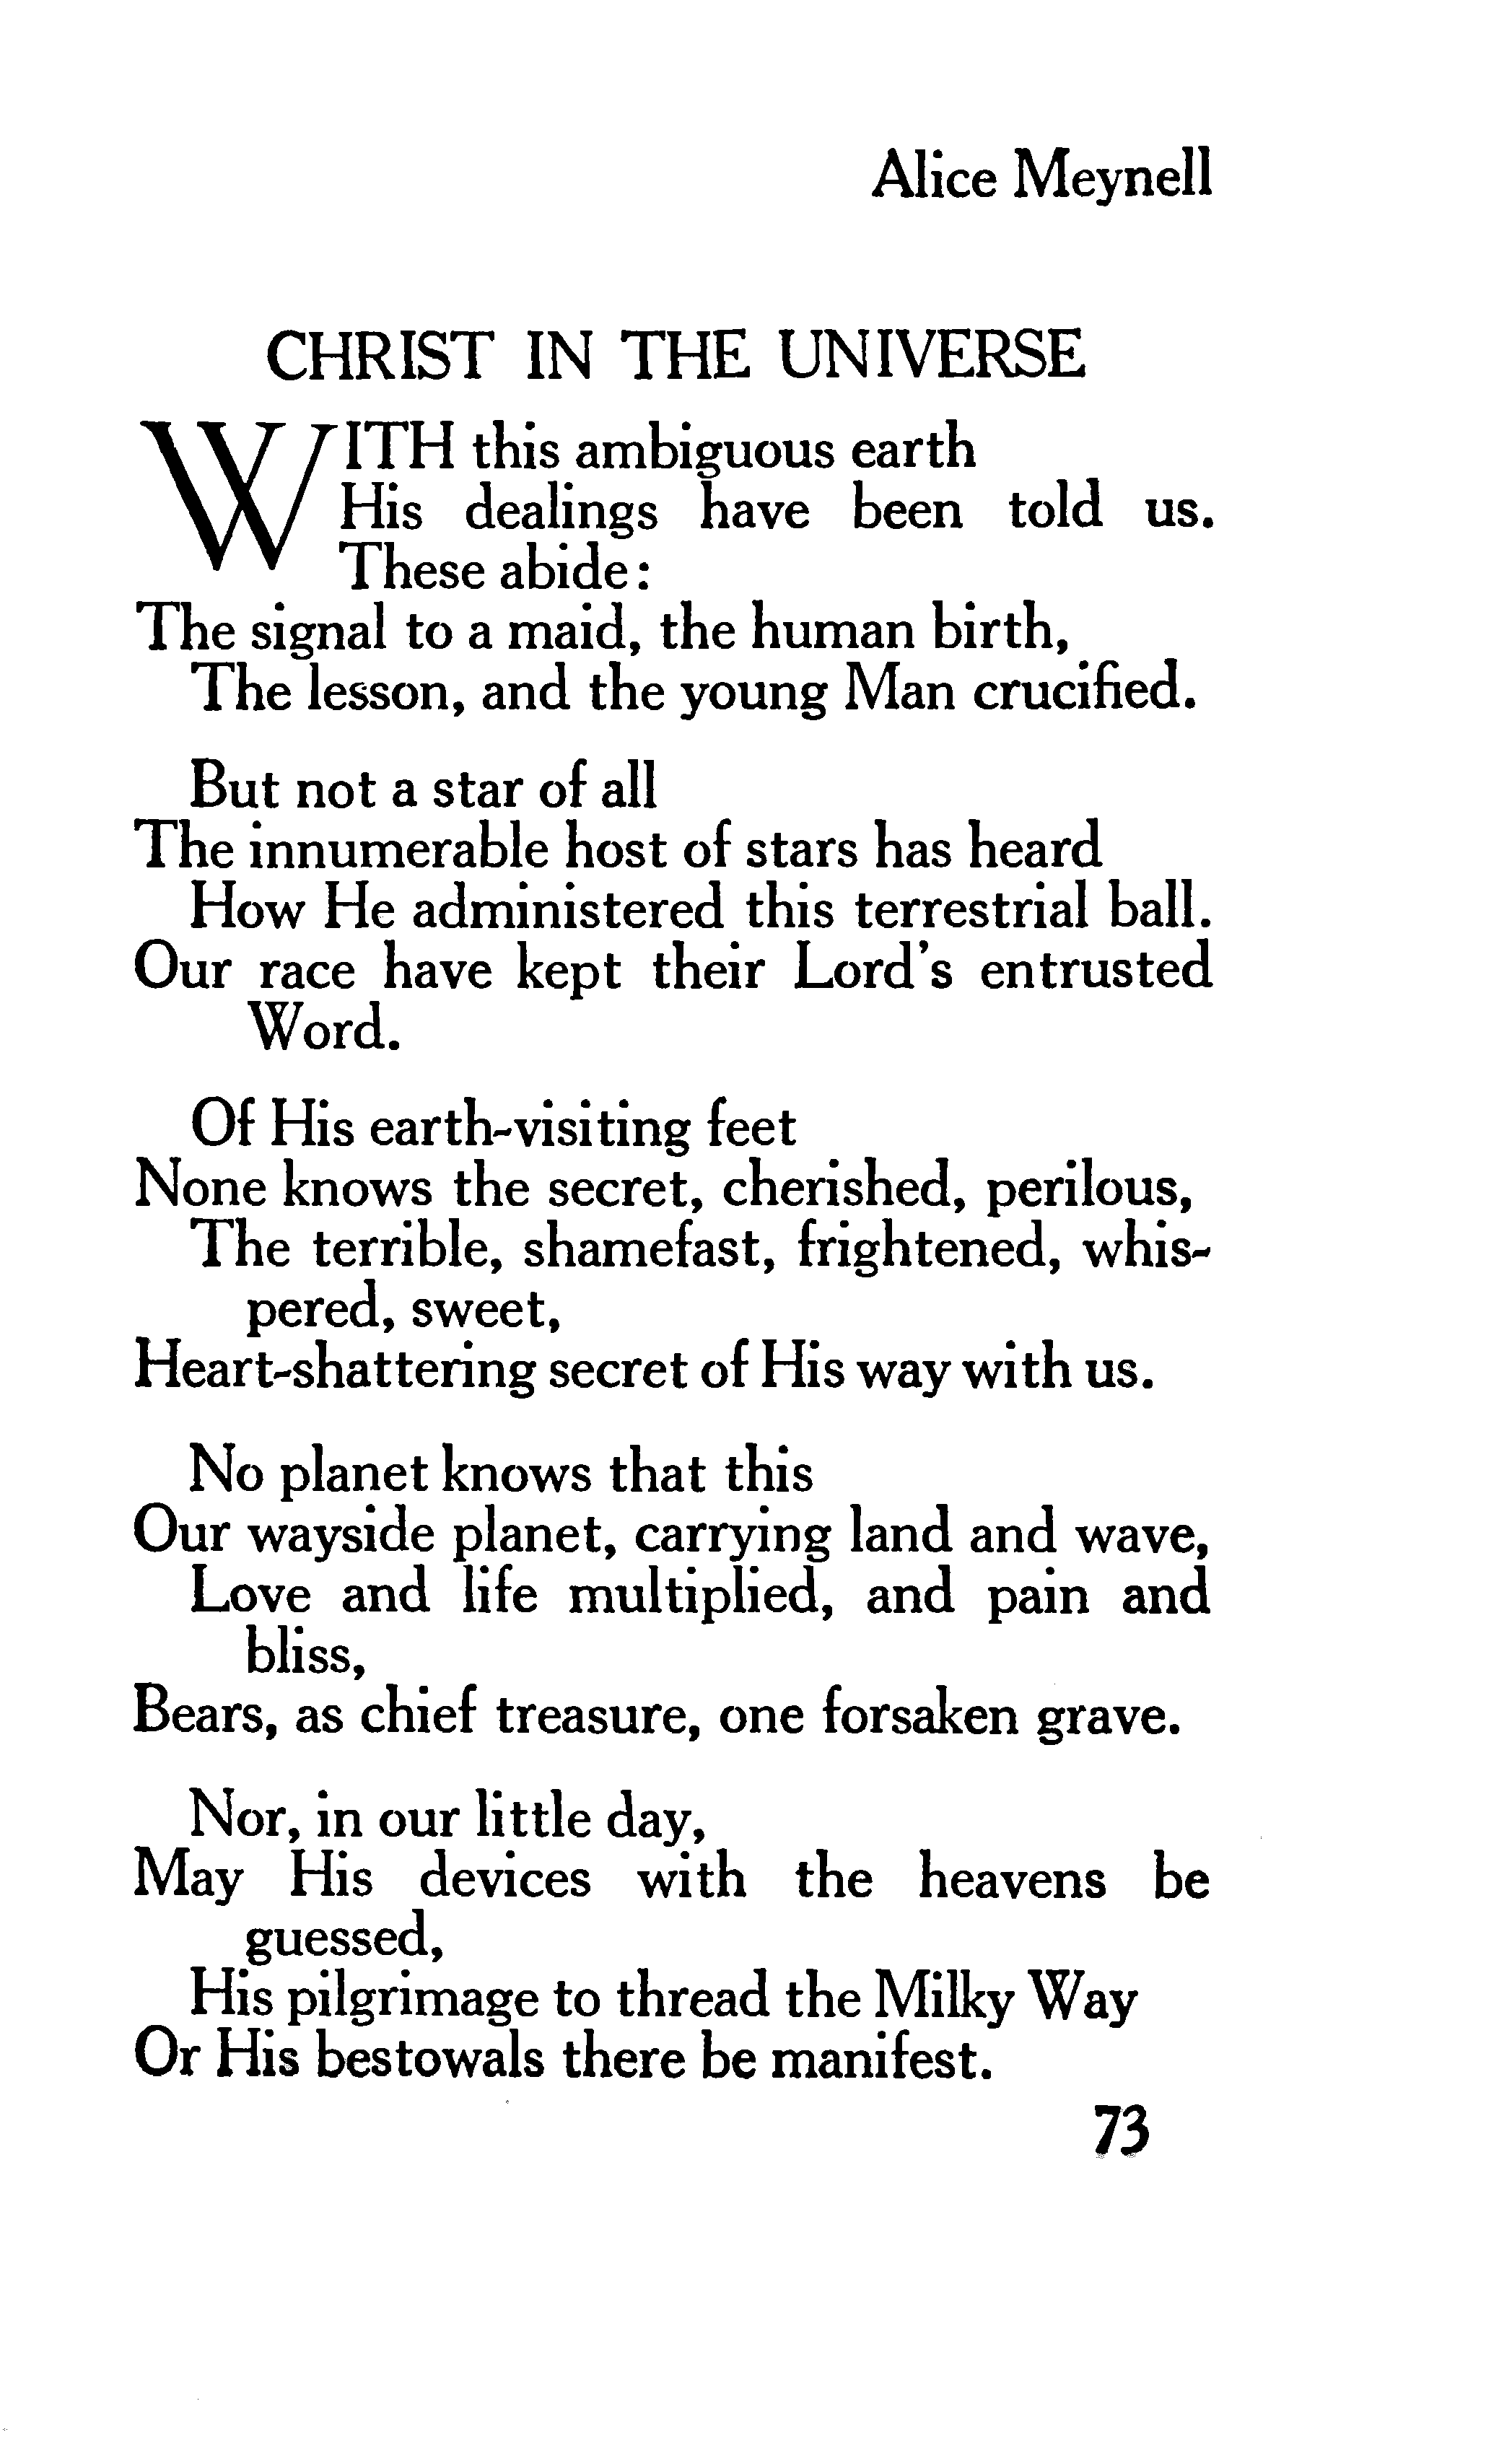 Alice Meynell
CHRIST IN THE UNIVERSE
WITH this ambiguous earth
His dealings have been told us.
These abide:
The signal to a maid, the human birth,
The lesson, and the young Man crucified.
But not a star of all
The innumerable host of stars has heard
How He administered this terrestrial ball.
Our race have kept their Lord's entrusted
Word.
Of His earth-visiting feet
None knows the secret, cherished, perilous,
The terrible, shamefast, frightened, whis-
pered, sweet,
Heart-shattering secret of His way with us.
No planet knows that this
Our wayside planet, carrying land and wave,
Love and life multiplied, and pain and
bliss,
Bears, as chief treasure, one forsaken grave.
Nor, in our little day,
May His devices with the heavens be
guessed,
His pilgrimage to thread the Milky Way
Or His bestowals there be manifest.
73